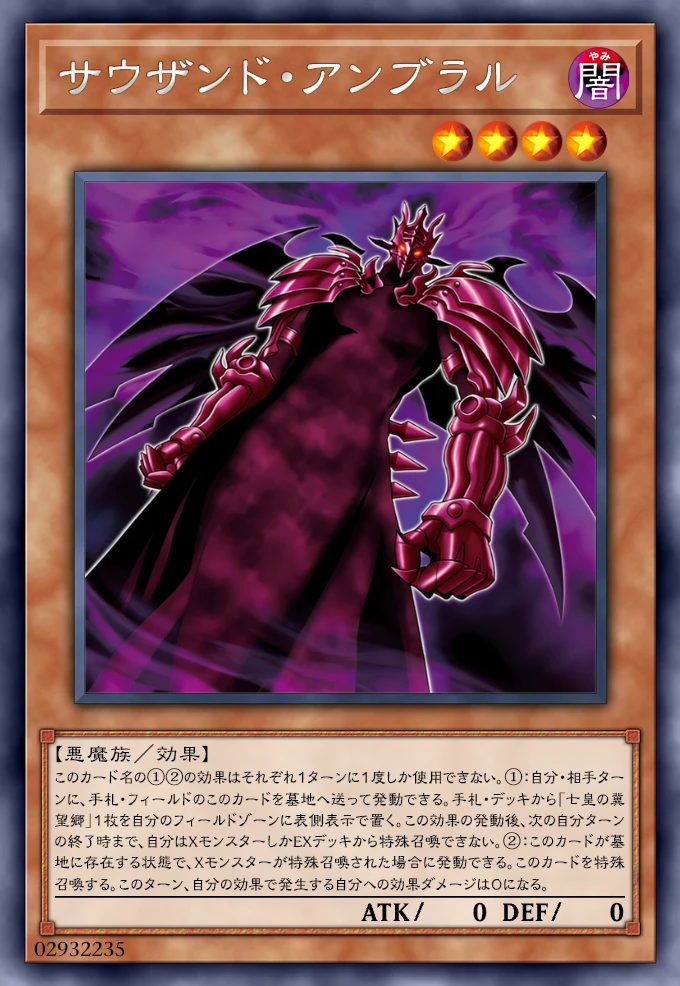 サウザンド・アンブラル
やみ
闇
【悪魔族／効果】
このカード名の①②の効果はそれぞれ1ターンに1度しか使用できない。①:自分・相手ター
ンに、手札・フィールドのこのカードを墓地へ送って発動できる。手札・デッキから「七皇の冀
望郷」1枚を自分のフィールドゾーンに表側表示で置く。この効果の発動後、次の自分ターン
の終了時まで、自分はXモンスターしかEXデッキから特殊召喚できない。②:このカードが墓
地に存在する状態で、Xモンスターが特殊召喚された場合に発動できる。このカードを特殊
召喚する。このターン、自分の効果で発生する自分への効果ダメージは0になる。
ATK/ 0 DEF/ 0
02932235